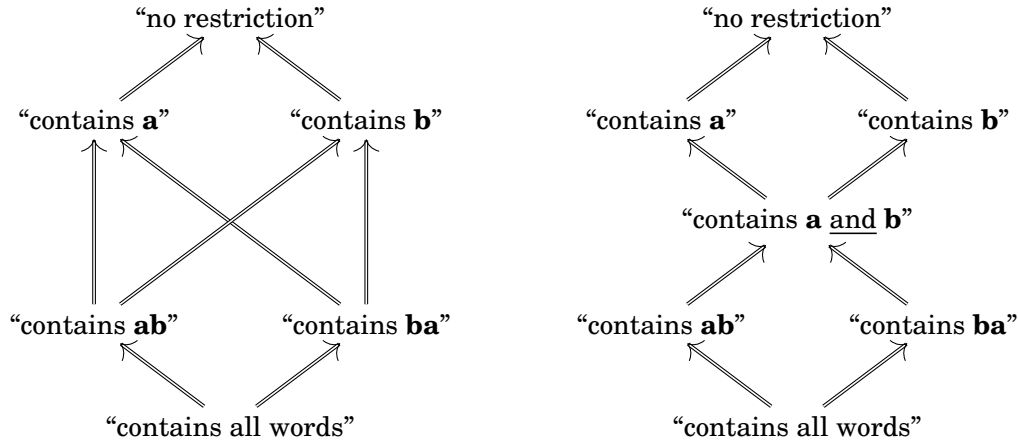 “no restriction” “no restriction”
“contains a” “contains b” “contains a” “contains b”
“contains a and b”
“contains ab” “contains ba” “contains ab” “contains ba”
“contains all words” “contains all words”